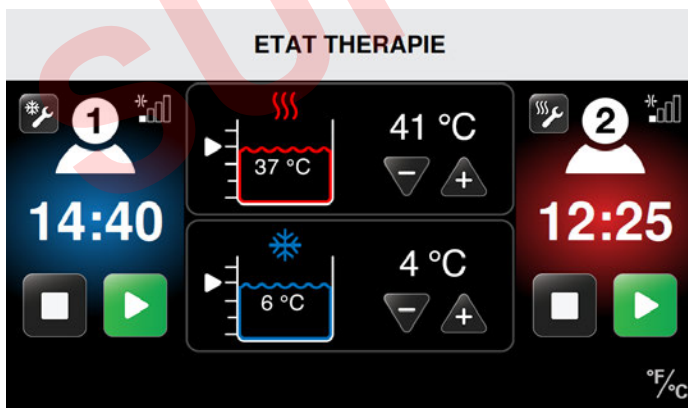 ETAT THERAPIE
1
14:40
41 °C
37 °C
4 °C
6 °C
2
12:25
°F/°C